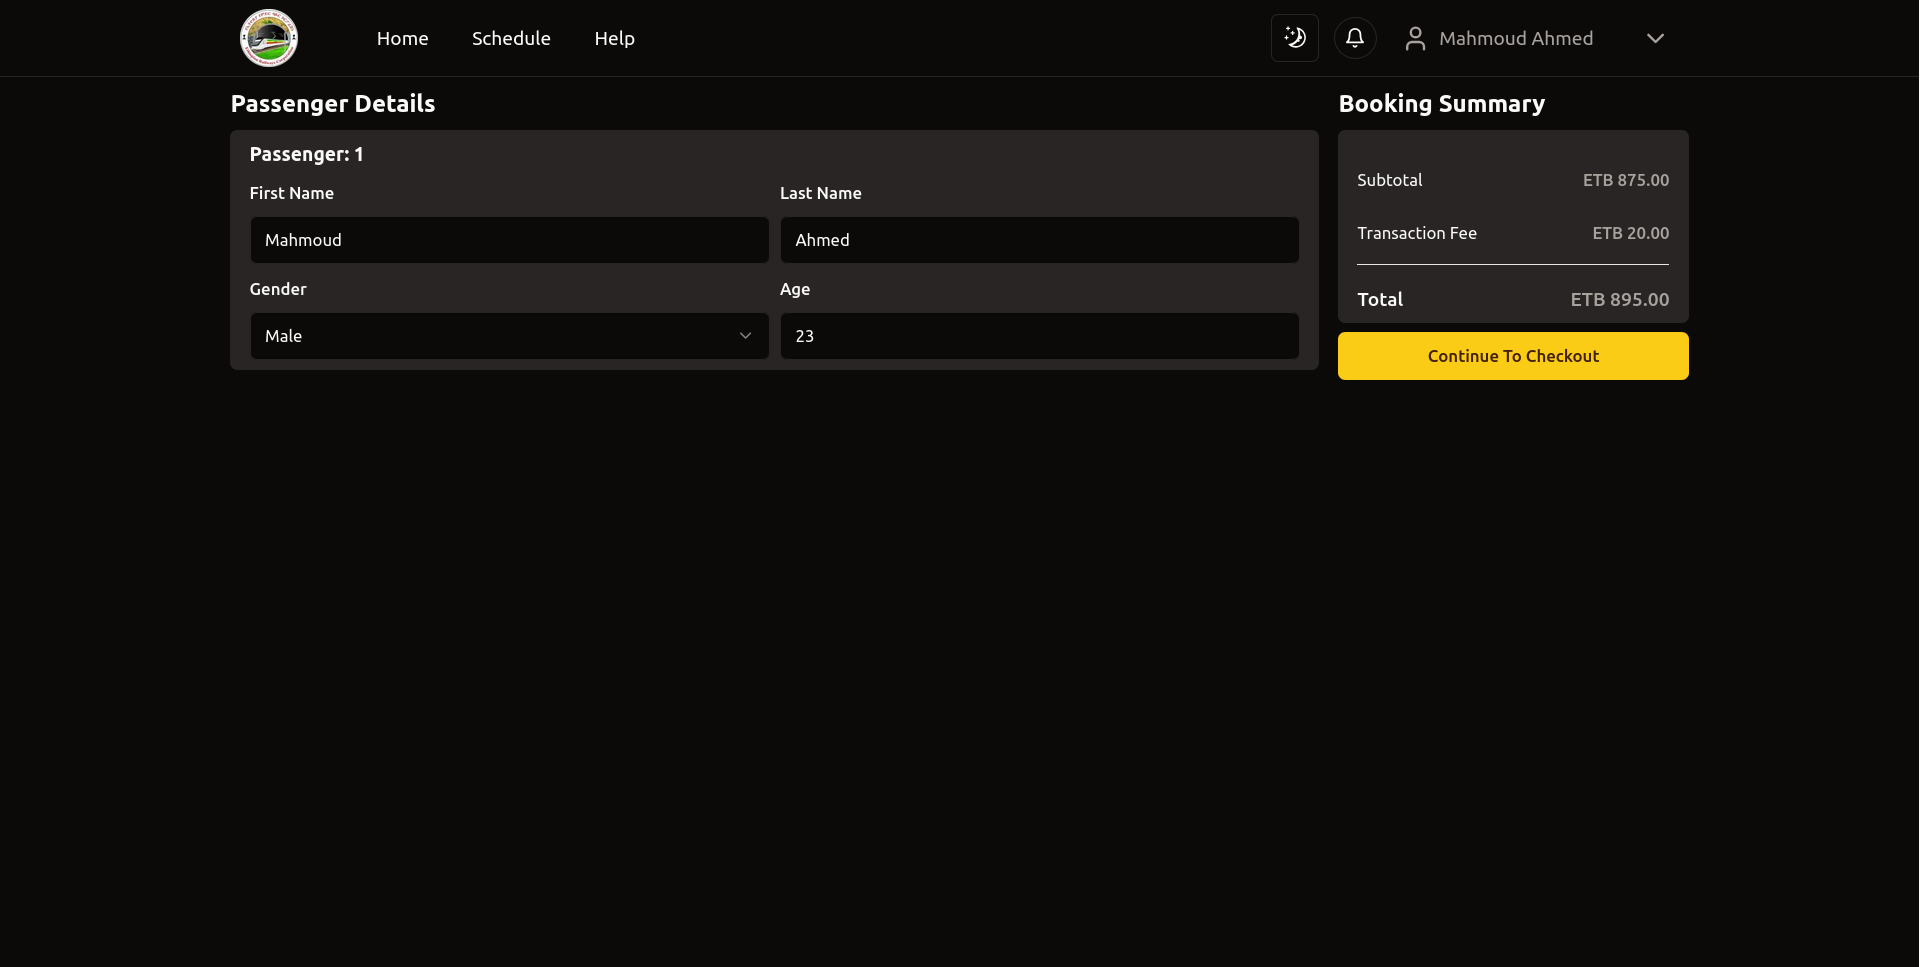 Home
Schedule
Help
Mahmoud Ahmed
Passenger Details
Passenger: 1
First Name
Last Name
Mahmoud
Ahmed
Gender
Age
Male
23
Booking Summary
Subtotal
ETB 875.00
Transaction Fee
ETB 20.00
Total
ETB 895.00
Continue To Checkout